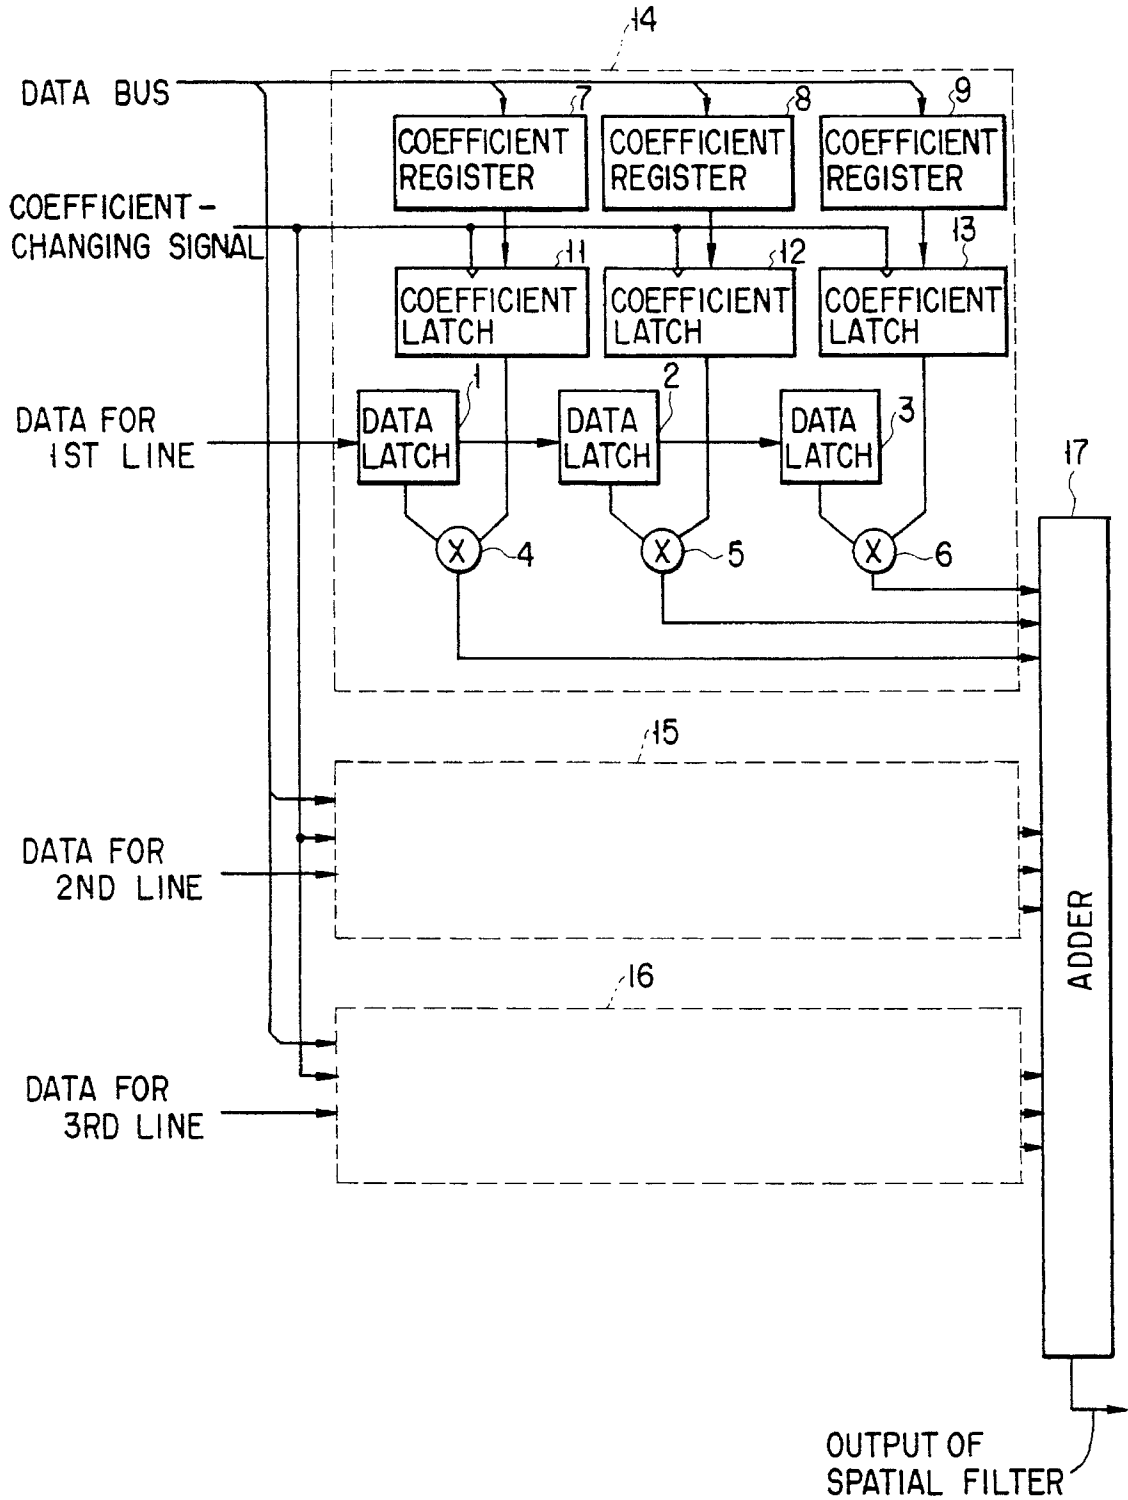 14
DATA BUS
7
8
9
COEFFICIENT
REGISTER
COEFFICIENT
REGISTER
COEFFICIENT
REGISTER
COEFFICIENT-
CHANGING SIGNAL
11
12
13
COEFFICIENT
LATCH
COEFFICIENT
LATCH
COEFFICIENT
LATCH
1
2
3
DATA FOR
1ST LINE
DATA
LATCH
DATA
LATCH
DATA
LATCH
17
X
4
X
5
X
6
15
DATA FOR
2ND LINE
ADDER
16
DATA FOR
3RD LINE
OUTPUT OF
SPATIAL FILTER